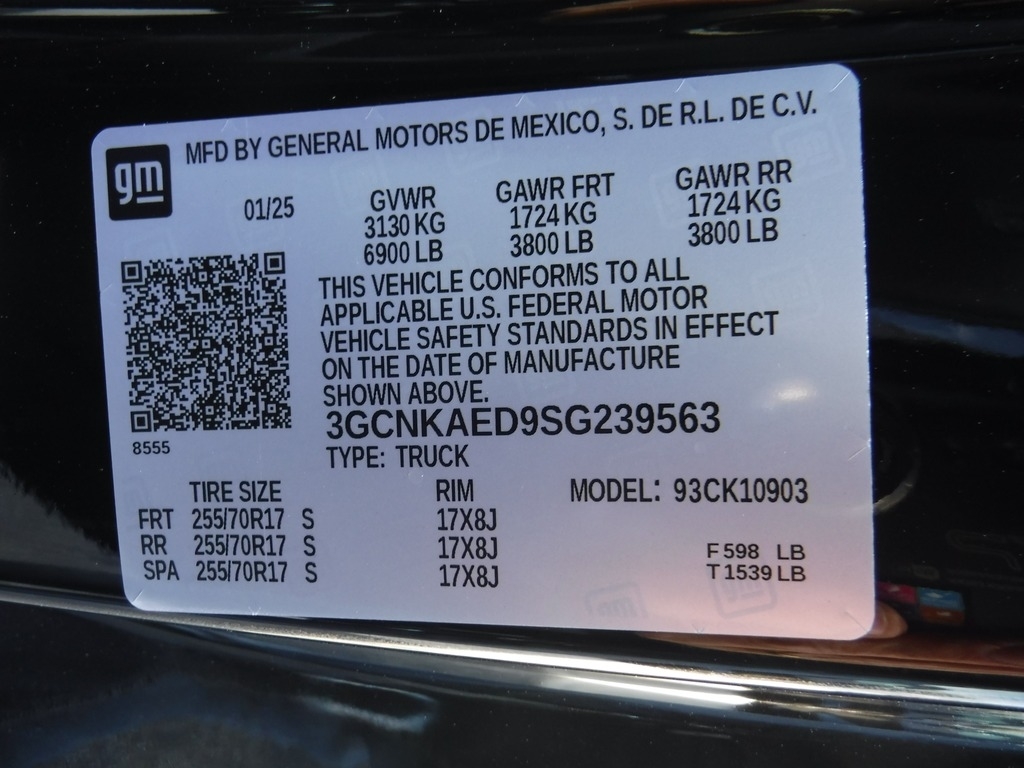 MFD BY GENERAL MOTORS DE MEXICO, S. DE R.L. DE C.V.
gm
01/25
GVWR
3130 KG
6900 LB
GAWR FRT
1724 KG
3800 LB
GAWR RR
1724 KG
3800 LB
THIS VEHICLE CONFORMS TO ALL
APPLICABLE U.S. FEDERAL MOTOR
VEHICLE SAFETY STANDARDS IN EFFECT
ON THE DATE OF MANUFACTURE
SHOWN ABOVE.
3GCNKAED9SG239563
8555
TYPE: TRUCK
TIRE SIZE RIM MODEL: 93CK10903
FRT 255/70R17 S 17X8J
RR 255/70R17 S 17X8J
SPA 255/70R17 S 17X8J
F 598 LB
T 1539 LB